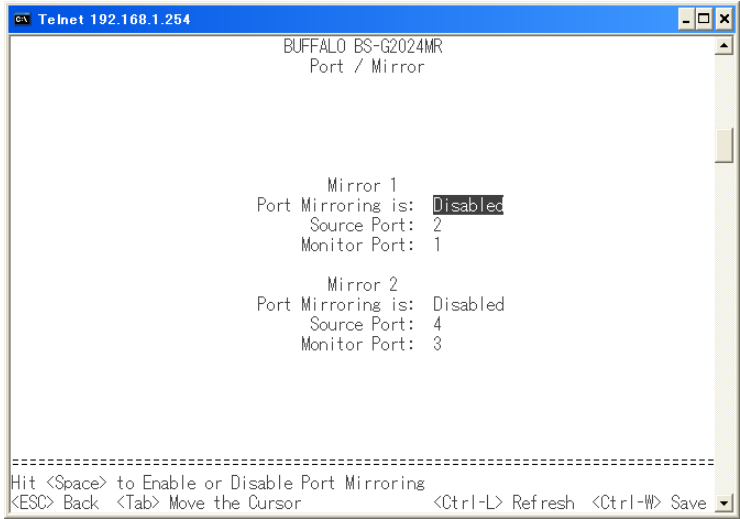 Telnet 192.168.1.254
BUFFALO BS-G2024MR
Port / Mirror
Mirror 1
Port Mirroring is: Disabled
Source Port: 2
Monitor Port: 1
Mirror 2
Port Mirroring is: Disabled
Source Port: 4
Monitor Port: 3
Hit <Space> to Enable or Disable Port Mirroring
<ESC> Back <Tab> Move the Cursor <Ctrl-L> Refresh <Ctrl-W> Save